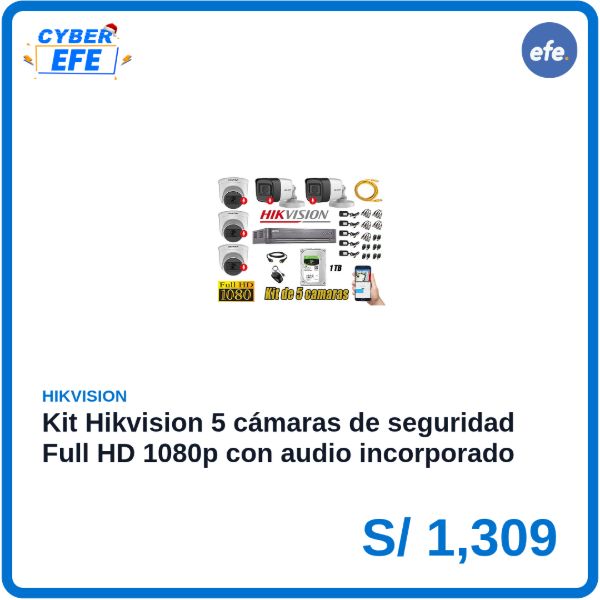 CYBER
EFE
efe.
HIKVISION
1TB
Full HD
1080
Kit de 5 camaras
HIKVISION
Kit Hikvision 5 cámaras de seguridad
Full HD 1080p con audio incorporado
S/ 1,309